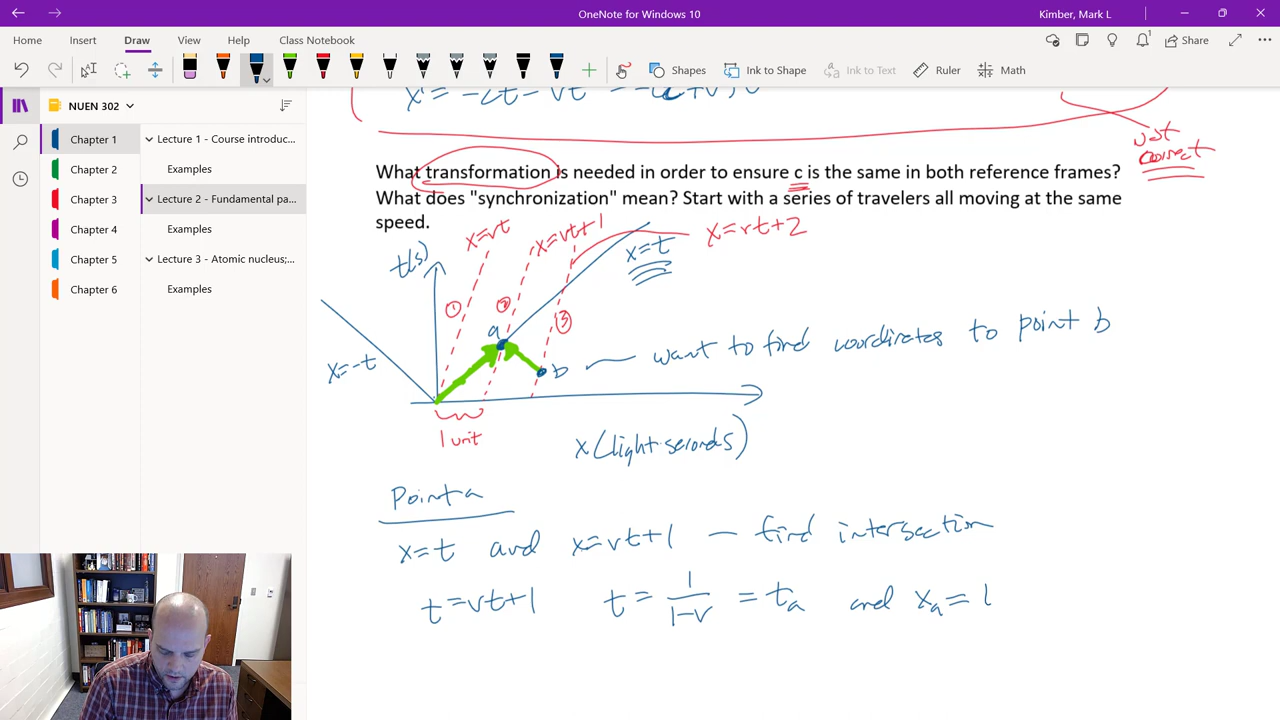 OneNote for Windows 10
Kimber, Mark L
Home Insert Draw View Help Class Notebook
Share
Shapes Ink to Shape Ink to Text Ruler Math
NUEN 302
Chapter 1
Chapter 2
Chapter 3
Chapter 4
Chapter 5
Chapter 6
Lecture 1 - Course introduc...
Examples
Lecture 2 - Fundamental pa...
Examples
Lecture 3 - Atomic nucleus;...
Examples
not
correct
What transformation is needed in order to ensure c is the same in both reference frames?
What does "synchronization" mean? Start with a series of travelers all moving at the same
speed.
t(s)
x=vt
x=vt+1
x=t
x=vt+2
1
2
3
a
b
x=-t
want to find coordinates to point b
1 unit
x (light·seconds)
Point a
x=t and x=vt+1 — find intersection
t=vt+1 t = 1/1-v = ta and xa = 1